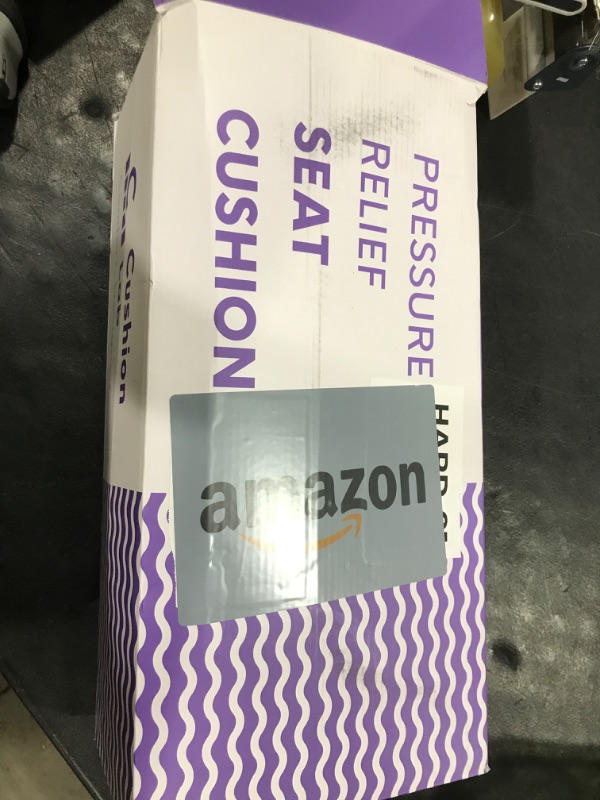 PRESSURE
RELIEF
SEAT
CUSHION
amazon
Cushion